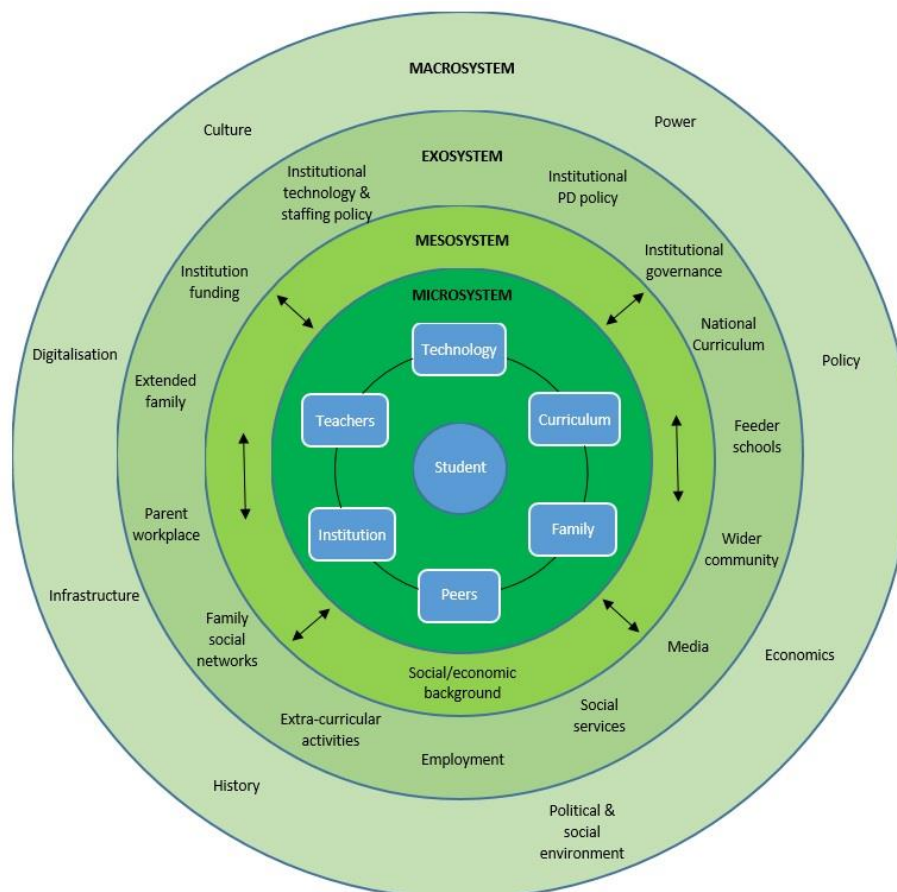 MACROSYSTEM
Culture
Power
EXOSYSTEM
Institutional
technology &
staffing policy
Institutional
PD policy
MESOSYSTEM
Institution
funding
Institutional
governance
MICROSYSTEM
National
Curriculum
Digitalisation
Technology
Policy
Extended
family
Teachers
Curriculum
Feeder
schools
Student
Parent
workplace
Institution
Family
Wider
community
Infrastructure
Peers
Family
social
networks
Media
Economics
Social/economic
background
Social
services
Extra-curricular
activities
Employment
History
Political &
social
environment